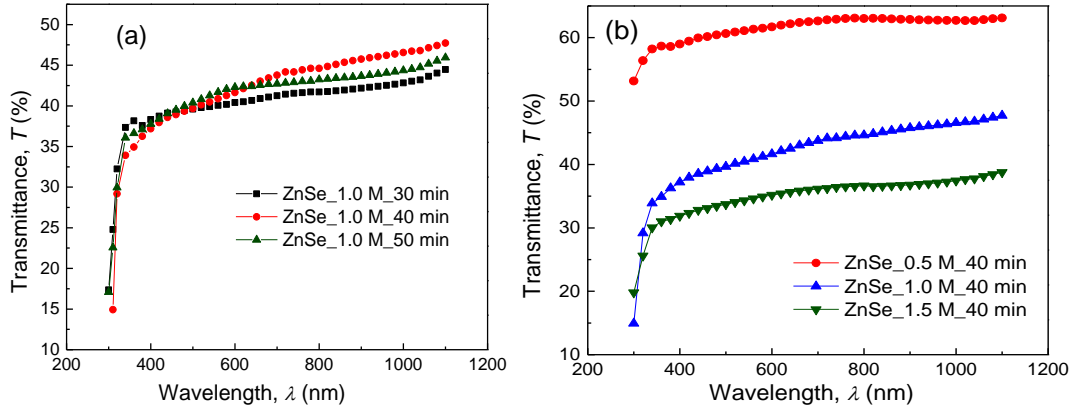 (a)
50
45
40
35
30
25
20
15
10
Transmittance, T (%)
ZnSe_1.0 M_30 min
ZnSe_1.0 M_40 min
ZnSe_1.0 M_50 min
200 400 600 800 1000 1200
Wavelength, λ (nm)
(b)
60
50
40
30
20
10
Transmittance, T (%)
ZnSe_0.5 M_40 min
ZnSe_1.0 M_40 min
ZnSe_1.5 M_40 min
200 400 600 800 1000 1200
Wavelength, λ (nm)